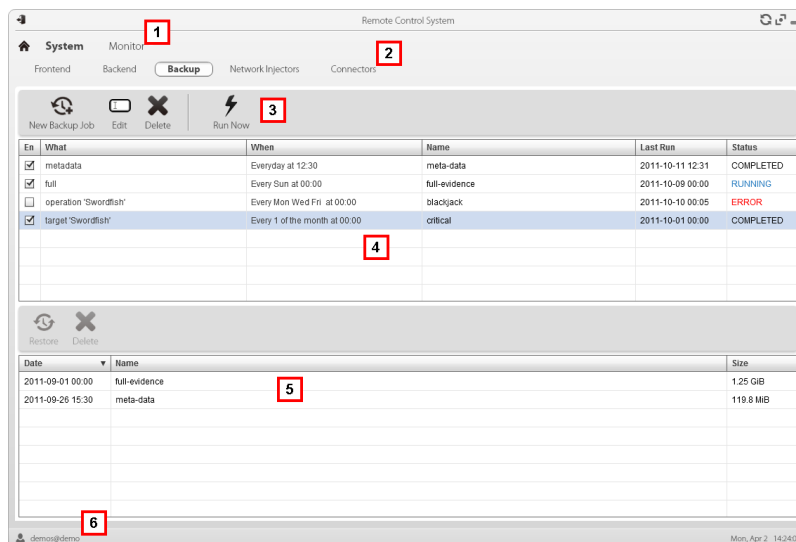 Remote Control System
1
System Monitor
2
Frontend Backend Backup Network Injectors Connectors
New Backup Job Edit Delete Run Now
3
En What When Name Last Run Status
metadata Everyday at 12:30 meta-data 2011-10-11 12:31 COMPLETED
full Every Sun at 00:00 full-evidence 2011-10-09 00:00 RUNNING
operation 'Swordfish' Every Mon Wed Fri at 00:00 blackjack 2011-10-10 00:05 ERROR
target 'Swordfish' Every 1 of the month at 00:00 critical 2011-10-01 00:00 COMPLETED
4
Restore Delete
Date Name Size
2011-09-01 00:00 full-evidence 1.25 GiB
2011-09-26 15:30 meta-data 119.8 MiB
5
6
demos@demo Mon, Apr 2 14:24:0